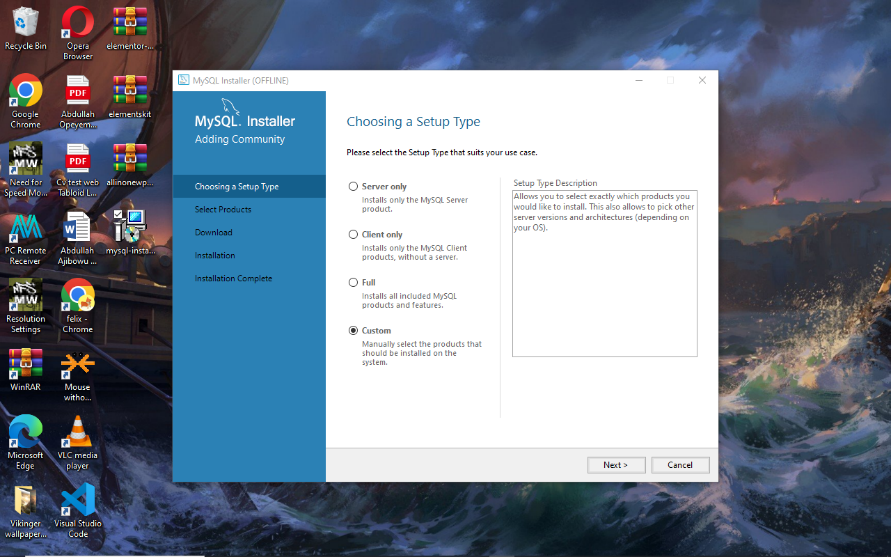 Recycle Bin
Opera
Browser
elementor-...
Google
Chrome
PDF
Abdullah
Opeyem...
elementskit
Need for
Speed Mo...
PDF
Cv test web
Tabloid L...
allinonewp...
PC Remote
Receiver
Abdullah
Ajibowu ...
mysql-insta...
Resolution
Settings
felix -
Chrome
WinRAR
Mouse
witho...
Microsoft
Edge
VLC media
player
Vikinger
wallpaper...
Visual Studio
Code
MySQL Installer (OFFLINE)
MySQL. Installer
Adding Community
Choosing a Setup Type
Select Products
Download
Installation
Installation Complete
Choosing a Setup Type
Please select the Setup Type that suits your use case.
Server only
Installs only the MySQL Server
product.
Client only
Installs only the MySQL Client
products, without a server.
Full
Installs all included MySQL
products and features.
Custom
Manually select the products that
should be installed on the
system.
Setup Type Description
Allows you to select exactly which products you
would like to install. This also allows to pick other
server versions and architectures (depending on
your OS).
Next >
Cancel